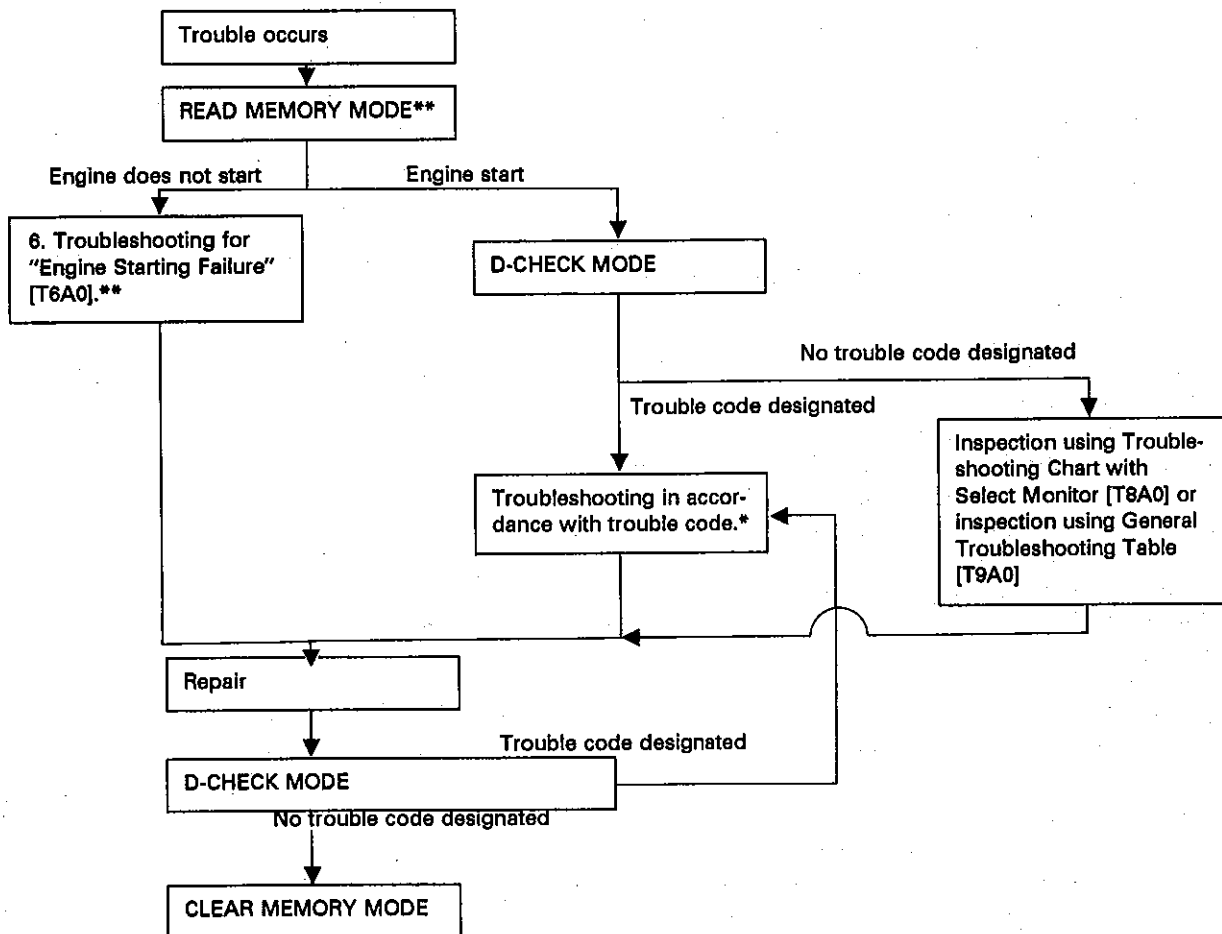 Trouble occurs
READ MEMORY MODE**
Engine does not start
Engine start
6. Troubleshooting for
"Engine Starting Failure"
[T6A0].**
D-CHECK MODE
No trouble code designated
Trouble code designated
Inspection using Trouble-
shooting Chart with
Select Monitor [T8A0] or
inspection using General
Troubleshooting Table
[T9A0]
Troubleshooting in accor-
dance with trouble code.*
Repair
Trouble code designated
D-CHECK MODE
No trouble code designated
CLEAR MEMORY MODE